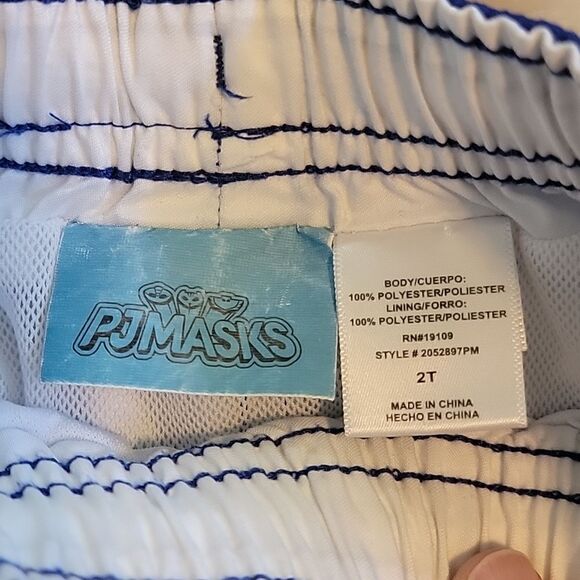 PJMASKS
BODY/CUERPO:
100% POLYESTER/POLIESTER
LINING/FORRO:
100% POLYESTER/POLIESTER
RN#19109
STYLE # 2052897PM
2T
MADE IN CHINA
HECHO EN CHINA